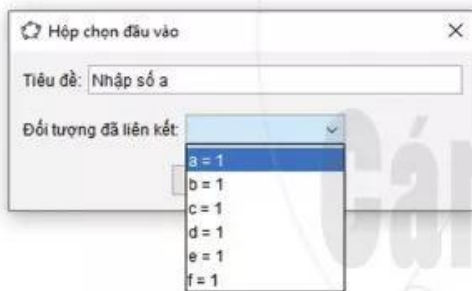 Hộp chọn đầu vào
Tiêu đề: Nhập số a
Đối tượng đã liên kết:
a = 1
b = 1
c = 1
d = 1
e = 1
f = 1
Cán